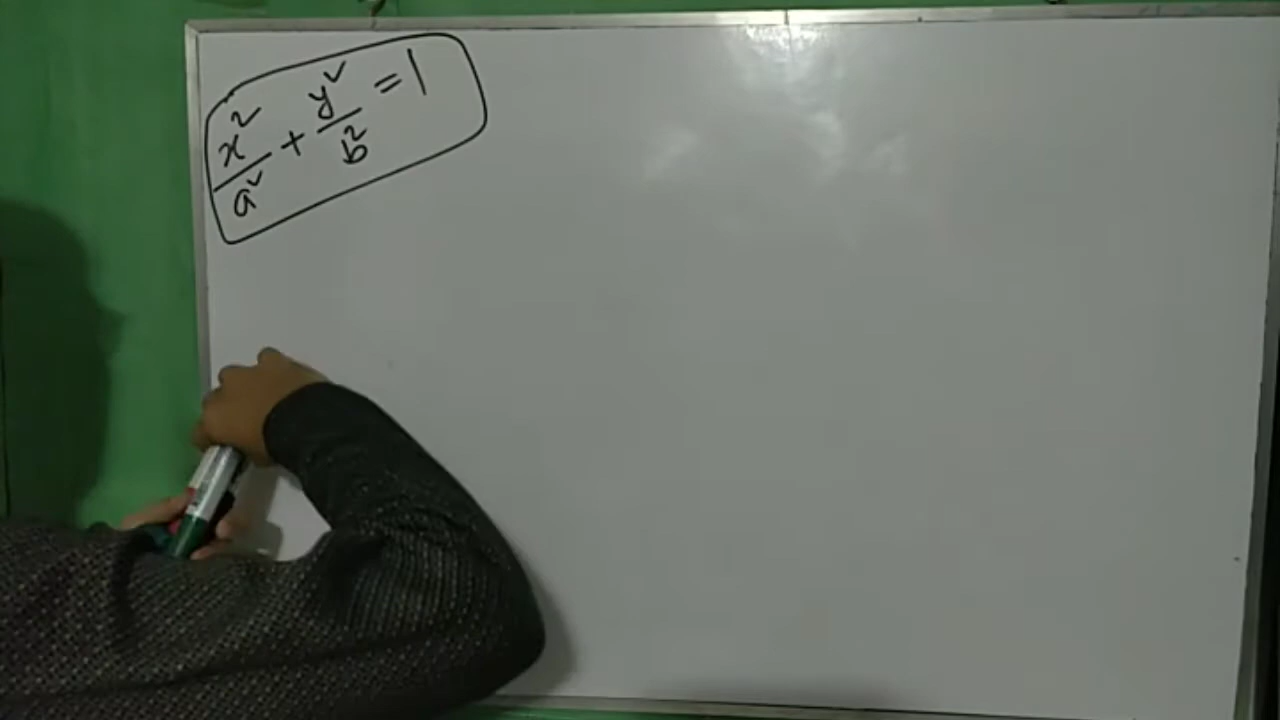 x²/a² + y²/b² = 1